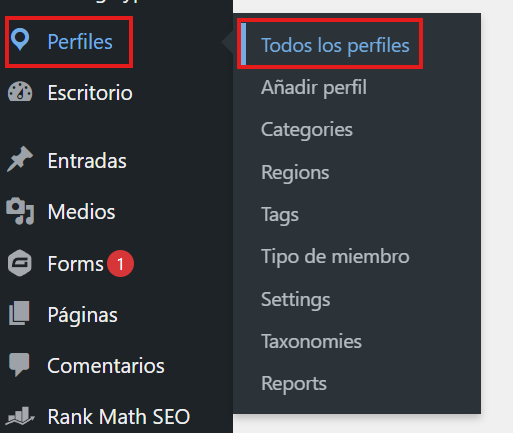 Perfiles
Escritorio
Entradas
Medios
Forms 1
Páginas
Comentarios
Rank Math SEO
Todos los perfiles
Añadir perfil
Categories
Regions
Tags
Tipo de miembro
Settings
Taxonomies
Reports